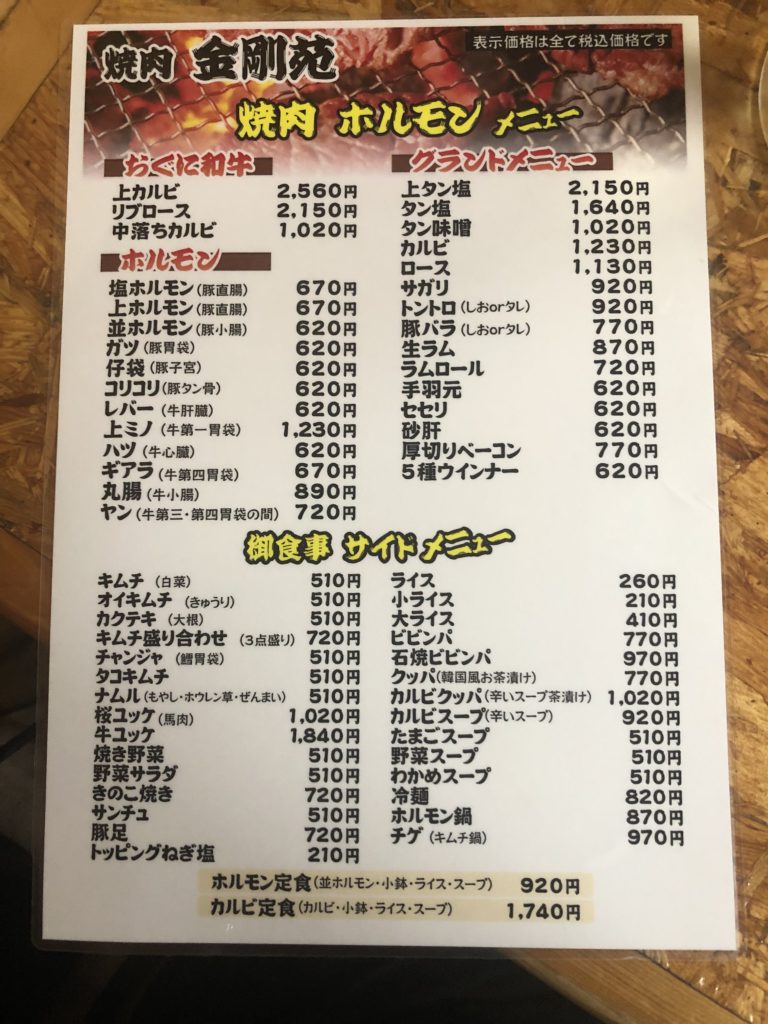 焼肉 金剛苑
表示価格は全て税込価格です
焼肉 ホルモン メニュー
おぐに和牛
上カルビ 2,560円
リブロース 2,150円
中落ちカルビ 1,020円
ホルモン
塩ホルモン(豚直腸) 670円
上ホルモン(豚直腸) 670円
並ホルモン(豚小腸) 620円
ガツ(豚胃袋) 620円
仔袋(豚子宮) 620円
コリコリ(豚タン骨) 620円
レバー(牛肝臓) 620円
上ミノ(牛第一胃袋) 1,230円
ハツ(牛心臓) 620円
ギアラ(牛第四胃袋) 670円
丸腸(牛小腸) 890円
ヤン(牛第三・第四胃袋の間) 720円
グランドメニュー
上タン塩 2,150円
タン塩 1,640円
タン味噌 1,020円
カルビ 1,230円
ロース 1,130円
サガリ 920円
トントロ(しおorタレ) 920円
豚バラ(しおorタレ) 770円
生ラム 870円
ラムロール 720円
手羽元 620円
セセリ 620円
砂肝 620円
厚切りベーコン 770円
5種ウインナー 620円
御食事 サイドメニュー
キムチ (白菜) 510円
オイキムチ (きゅうり) 510円
カクテキ (大根) 510円
キムチ盛り合わせ (3点盛り) 720円
チャンジャ (鱈胃袋) 510円
タコキムチ 510円
ナムル(もやし・ホウレン草・ぜんまい) 510円
桜ユッケ(馬肉) 1,020円
牛ユッケ 1,840円
焼き野菜 510円
野菜サラダ 510円
きのこ焼き 720円
サンチュ 510円
豚足 720円
トッピングねぎ塩 210円
ライス 260円
小ライス 210円
大ライス 410円
ビビンパ 770円
石焼ビビンパ 970円
クッパ(韓国風お茶漬け) 770円
カルビクッパ(辛いスープ茶漬け) 1,020円
カルビスープ(辛いスープ) 920円
たまごスープ 510円
野菜スープ 510円
わかめスープ 510円
冷麺 820円
ホルモン鍋 870円
チゲ(キムチ鍋) 970円
ホルモン定食(並ホルモン・小鉢・ライス・スープ) 920円
カルビ定食(カルビ・小鉢・ライス・スープ) 1,740円